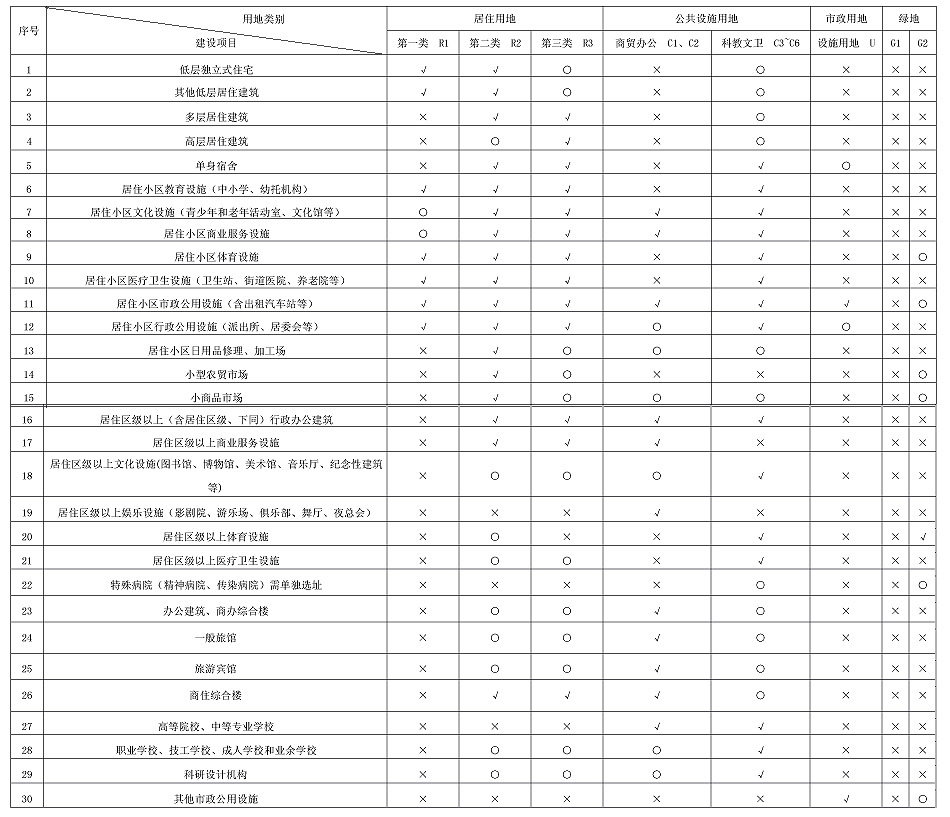 序号 用地类别 建设项目 居住用地 公共设施用地 市政用地 绿地
第一类 R1 第二类 R2 第三类 R3 商贸办公 C1、C2 科教文卫 C3~C6 设施用地 U G1 G2
1 低层独立式住宅 √ √ ○ × ○ × × ×
2 其他低层居住建筑 √ √ ○ × ○ × × ×
3 多层居住建筑 × √ √ × ○ × × ×
4 高层居住建筑 × ○ √ × ○ × × ×
5 单身宿舍 × √ √ × √ ○ × ×
6 居住小区教育设施（中小学、幼托机构） √ √ √ × √ × × ×
7 居住小区文化设施（青少年和老年活动室、文化馆等） ○ √ √ √ √ × × ×
8 居住小区商业服务设施 ○ √ √ √ √ × × ×
9 居住小区体育设施 √ √ √ × √ × × ○
10 居住小区医疗卫生设施（卫生站、街道医院、养老院等） √ √ √ × √ × × ×
11 居住小区市政公用设施（含出租汽车站等） √ √ √ √ √ √ × ○
12 居住小区行政公用设施（派出所、居委会等） √ √ √ ○ √ ○ × ×
13 居住小区日用品修理、加工场 × √ ○ ○ ○ × × ×
14 小型农贸市场 × √ ○ × × × × ○
15 小商品市场 × √ ○ ○ ○ × × ○
16 居住区级以上（含居住区级、下同）行政办公建筑 × √ √ √ √ × × ×
17 居住区级以上商业服务设施 × √ √ √ × × × ×
18 居住区级以上文化设施(图书馆、博物馆、美术馆、音乐厅、纪念性建筑
等) × ○ ○ ○ √ × × ×
19 居住区级以上娱乐设施（影剧院、游乐场、俱乐部、舞厅、夜总会） × × × √ × × × ×
20 居住区级以上体育设施 × ○ × × √ × × √
21 居住区级以上医疗卫生设施 × ○ ○ × √ × × ×
22 特殊病院（精神病院、传染病院）需单独选址 × × × × ○ × × ○
23 办公建筑、商办综合楼 × ○ ○ √ ○ × × ×
24 一般旅馆 × ○ ○ √ ○ × × ×
25 旅游宾馆 × ○ ○ √ ○ × × ×
26 商住综合楼 × √ √ √ ○ × × ×
27 高等院校、中等专业学校 × × × √ √ × × ×
28 职业学校、技工学校、成人学校和业余学校 × ○ ○ ○ √ × × ×
29 科研设计机构 × ○ ○ ○ √ × × ×
30 其他市政公用设施 × × × × × √ × ○